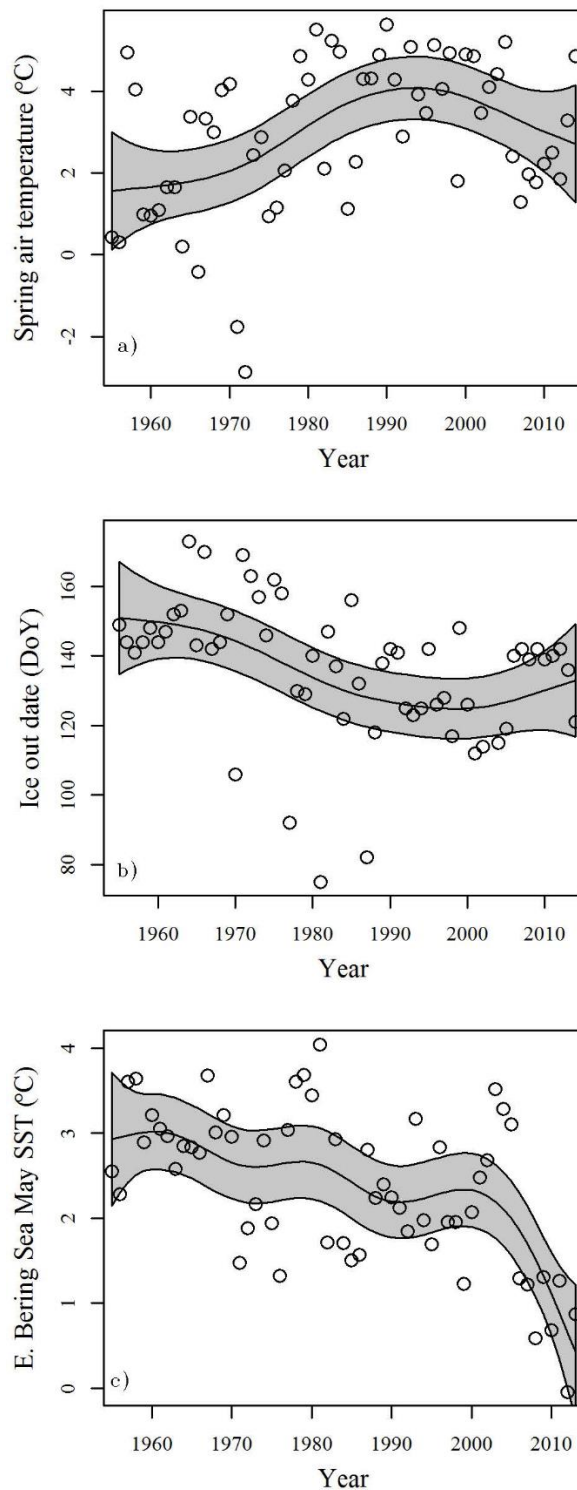 Spring air temperature (ºC)
4
2
0
-2
a)
1960 1970 1980 1990 2000 2010
Year
Ice out date (DoY)
160
140
120
100
80
b)
1960 1970 1980 1990 2000 2010
Year
E. Bering Sea May SST (ºC)
4
3
2
1
0
c)
1960 1970 1980 1990 2000 2010
Year